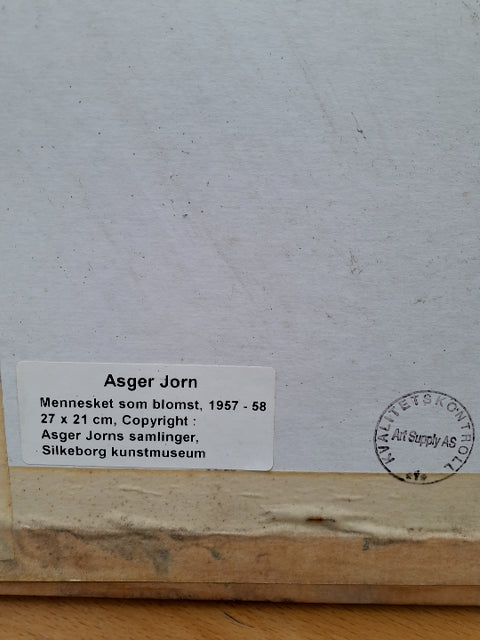 Asger Jorn
Mennesket som blomst, 1957 - 58
27 x 21 cm, Copyright :
Asger Jorns samlinger,
Silkeborg kunstmuseum
KVALITETSKONTROLL
Art Supply AS